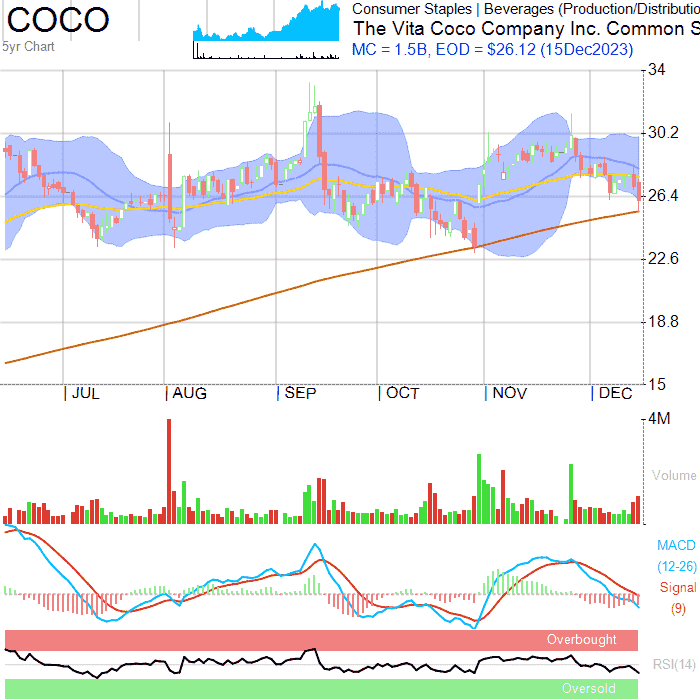 COCO
5yr Chart
Consumer Staples | Beverages (Production/Distributio
The Vita Coco Company Inc. Common S
MC = 1.5B, EOD = $26.12 (15Dec2023)
34
30.2
26.4
22.6
18.8
15
JUL AUG SEP OCT NOV DEC
4M
Volume
MACD
(12-26)
Signal
(9)
Overbought
RSI(14)
Oversold